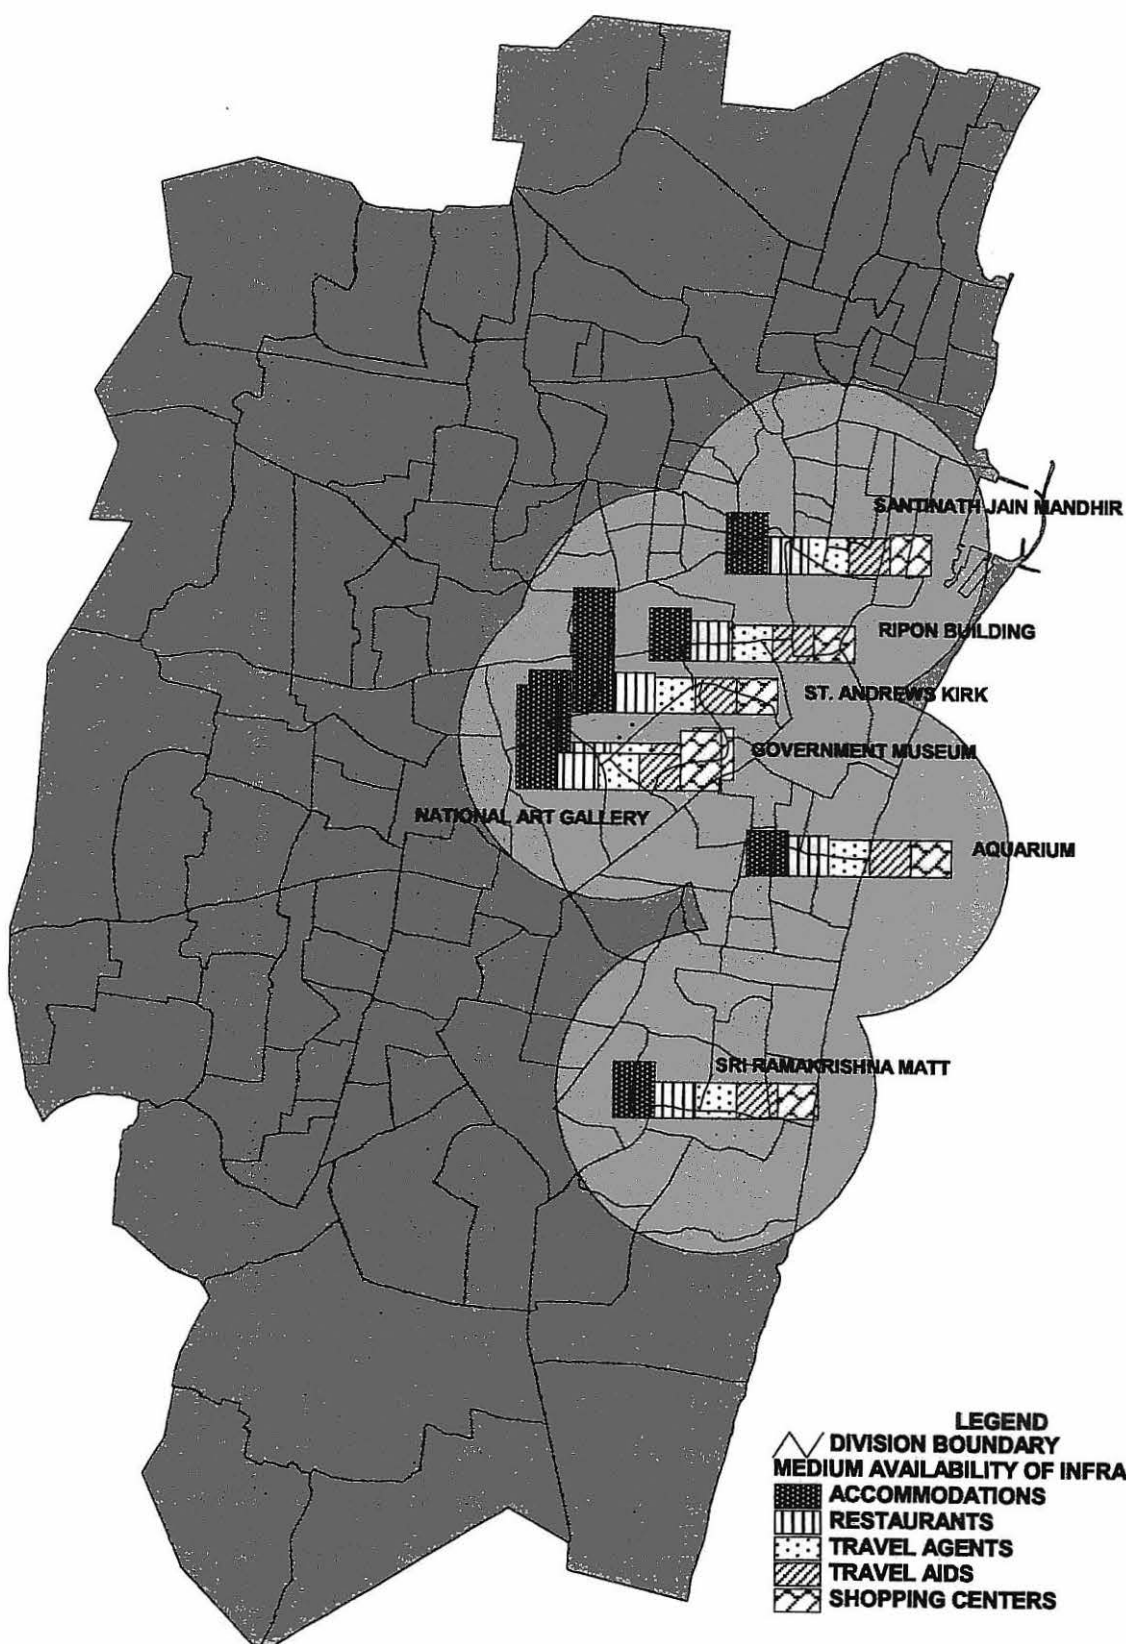 SANTINATH JAIN MANDHIR
RIPON BUILDING
ST. ANDREWS KIRK
GOVERNMENT MUSEUM
NATIONAL ART GALLERY
AQUARIUM
SRI RAMAKRISHNA MATT
LEGEND
DIVISION BOUNDARY
MEDIUM AVAILABILITY OF INFRA
ACCOMMODATIONS
RESTAURANTS
TRAVEL AGENTS
TRAVEL AIDS
SHOPPING CENTERS